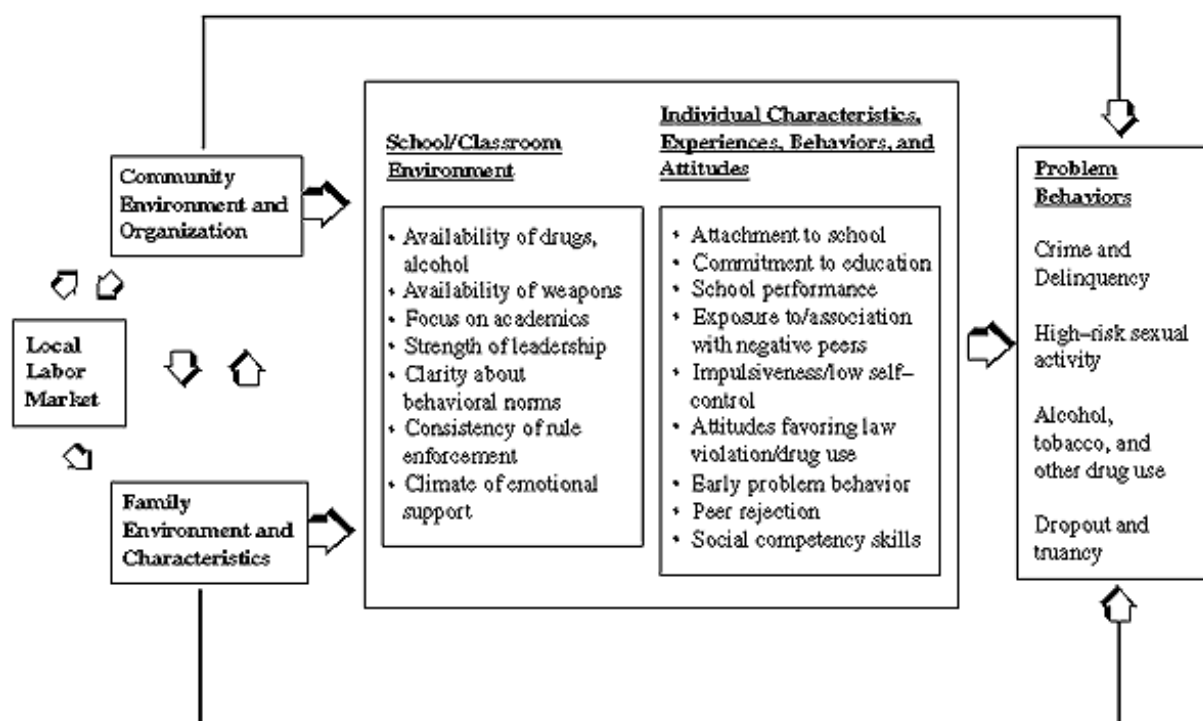 Community
Environment and
Organization
Local
Labor
Market
Family
Environment and
Characteristics
School/Classroom
Environment
• Availability of drugs,
alcohol
• Availability of weapons
• Focus on academics
• Strength of leadership
• Clarity about
behavioral norms
• Consistency of rule
enforcement
• Climate of emotional
support
Individual Characteristics,
Experiences, Behaviors, and
Attitudes
• Attachment to school
• Commitment to education
• School performance
• Exposure to/association
with negative peers
• Impulsiveness/low self–
control
• Attitudes favoring law
violation/drug use
• Early problem behavior
• Peer rejection
• Social competency skills
Problem
Behaviors
Crime and
Delinquency
High–risk sexual
activity
Alcohol,
tobacco, and
other drug use
Dropout and
truancy